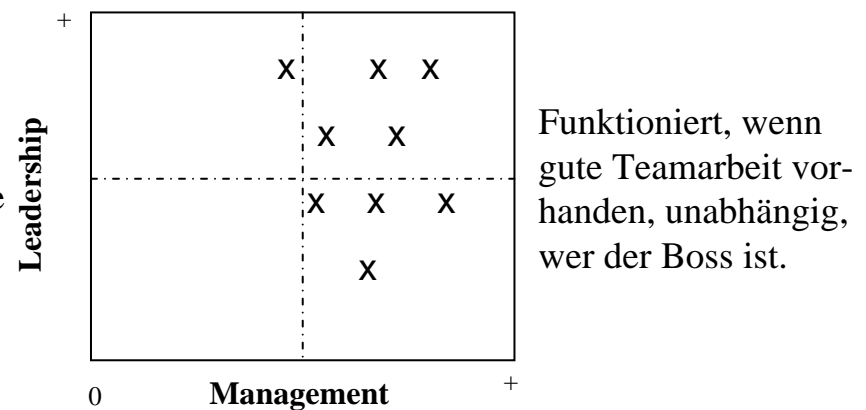 +
x x x
x x
Leadership
x x x
x
0
Management
+
Funktioniert, wenn
gute Teamarbeit vor-
handen, unabhängig,
wer der Boss ist.